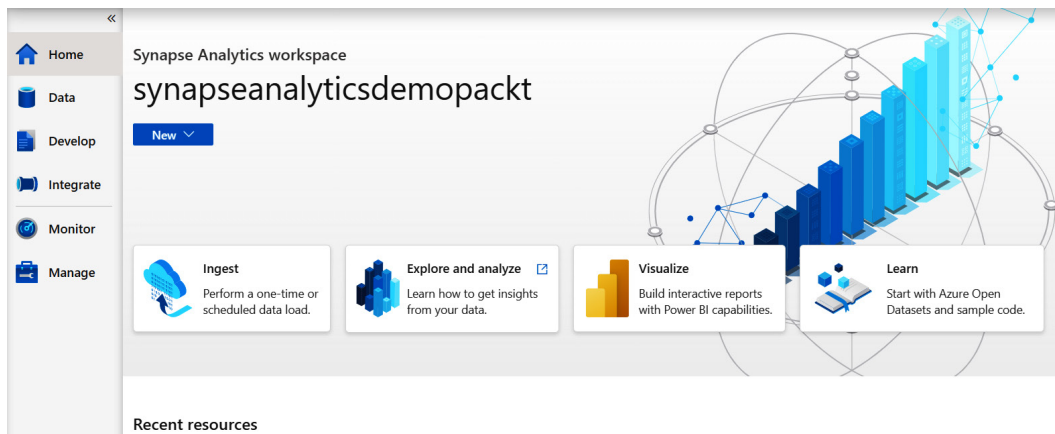 «
Home
Data
Develop
Integrate
Monitor
Manage
Synapse Analytics workspace
synapseanalyticsdemopackt
New
Ingest
Perform a one-time or
scheduled data load.
Explore and analyze
Learn how to get insights
from your data.
Visualize
Build interactive reports
with Power BI capabilities.
Learn
Start with Azure Open
Datasets and sample code.
Recent resources